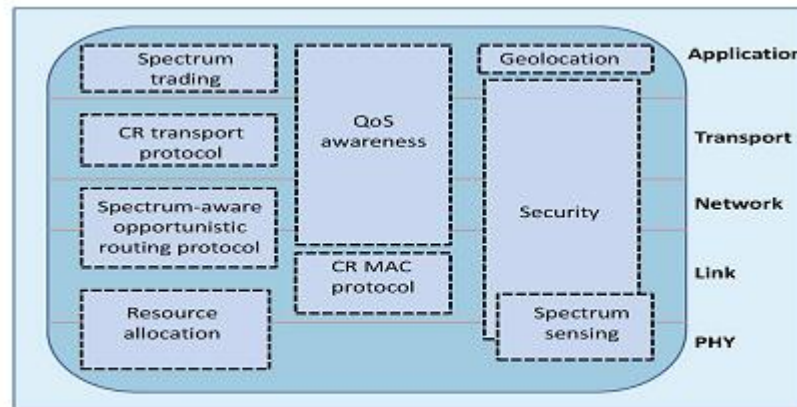 Spectrum
trading
CR transport
protocol
Spectrum-aware
opportunistic
routing protocol
Resource
allocation
QoS
awareness
CR MAC
protocol
Geolocation
Security
Spectrum
sensing
Application
Transport
Network
Link
PHY